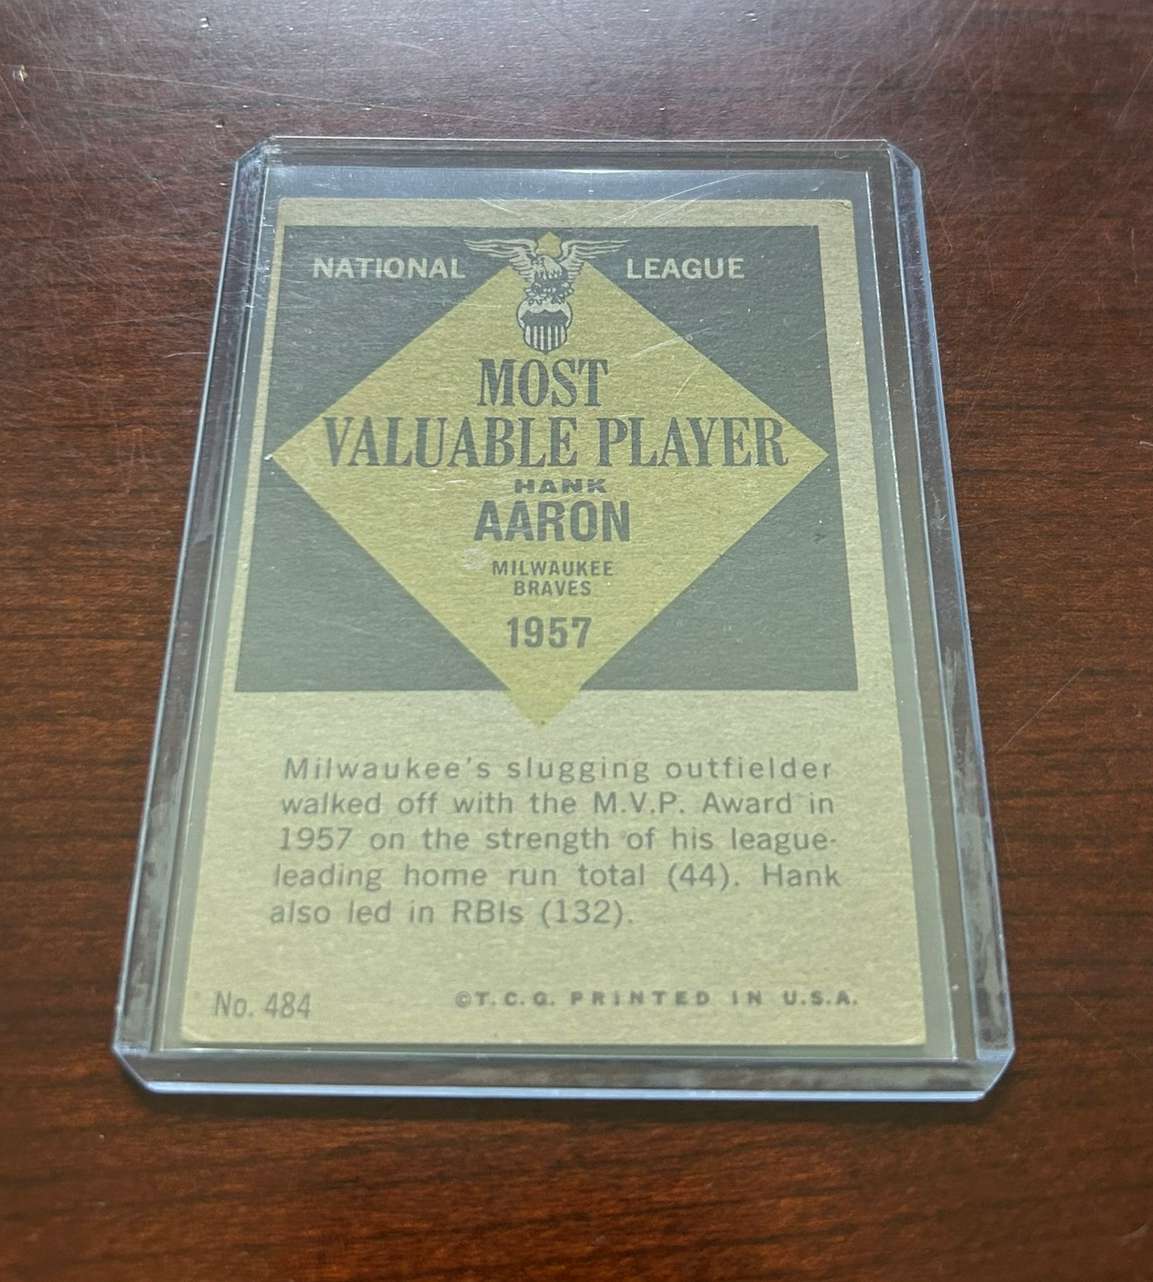 NATIONAL LEAGUE
MOST
VALUABLE PLAYER
HANK
AARON
MILWAUKEE
BRAVES
1957
Milwaukee's slugging outfielder
walked off with the M.V.P. Award in
1957 on the strength of his league-
leading home run total (44). Hank
also led in RBIs (132).
No. 484 ©T.C.G. PRINTED IN U.S.A.